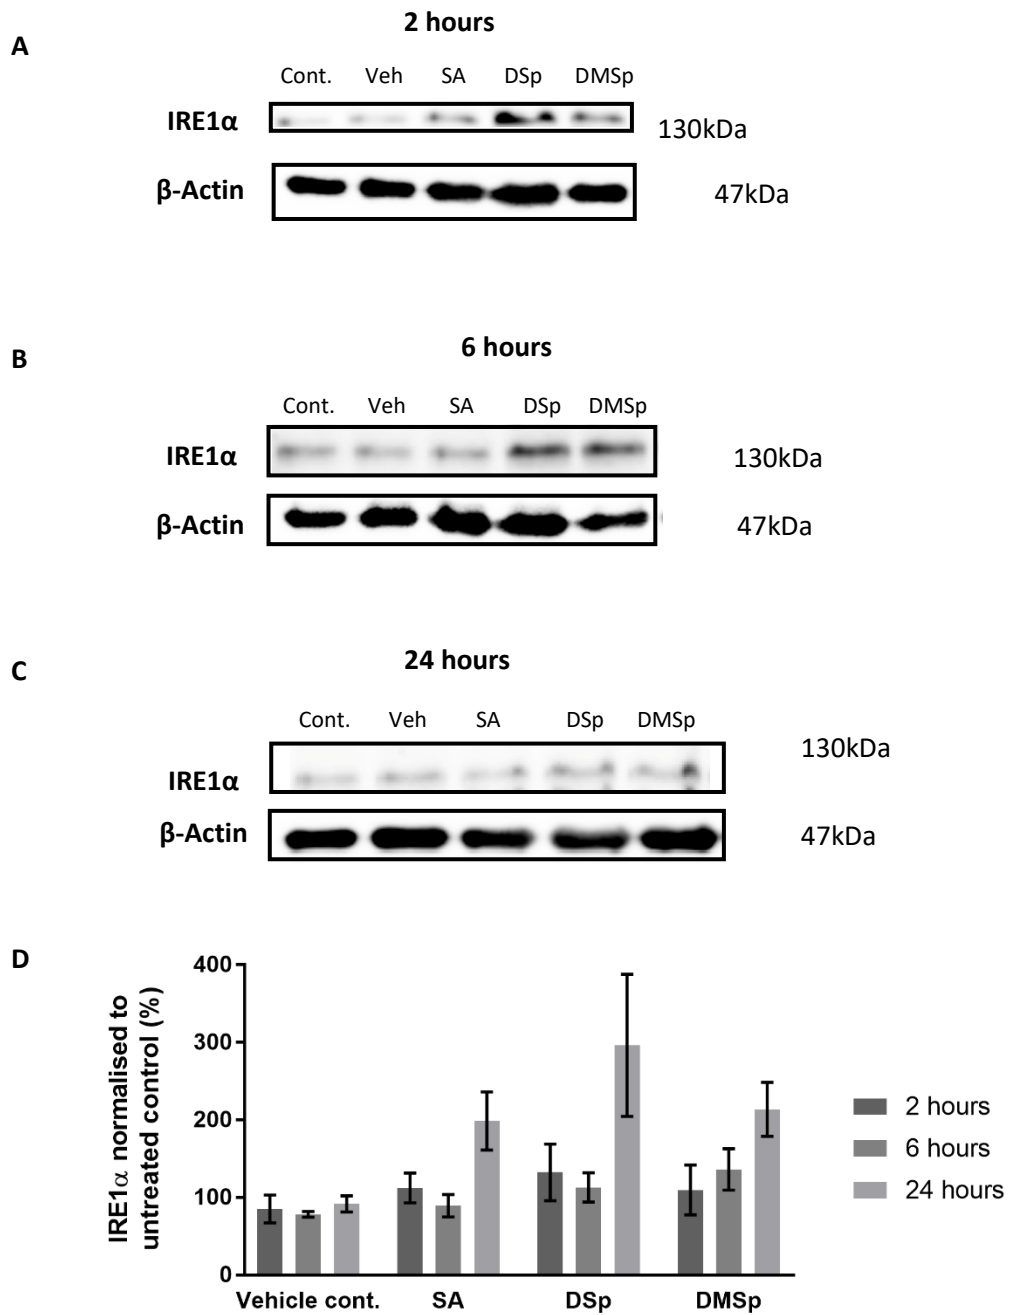 A
2 hours
Cont. Veh SA DSp DMSp
IRE1α
130kDa
β-Actin
47kDa
B
6 hours
Cont. Veh SA DSp DMSp
IRE1α
130kDa
β-Actin
47kDa
C
24 hours
Cont. Veh SA DSp DMSp
130kDa
IRE1α
β-Actin
47kDa
D
IRE1α normalised to
untreated control (%)
400
300
200
100
0
Vehicle cont. SA DSp DMSp
2 hours
6 hours
24 hours